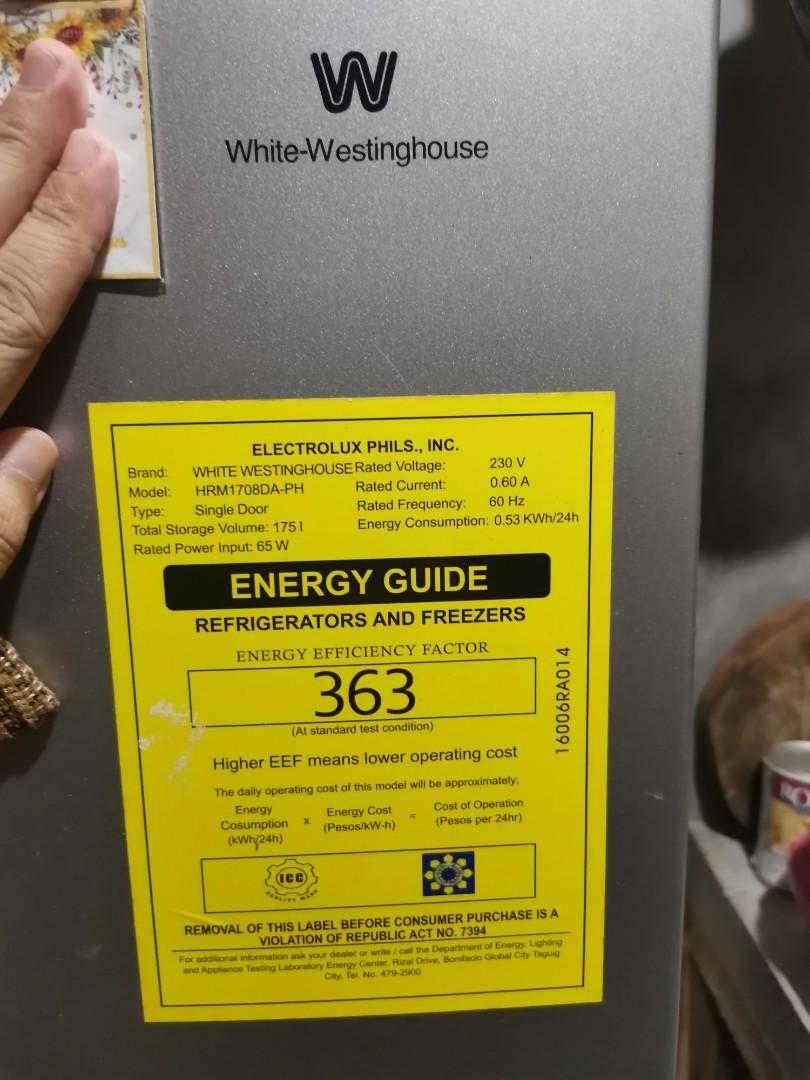 W
White-Westinghouse
ELECTROLUX PHILS., INC.
Brand: WHITE WESTINGHOUSE Rated Voltage: 230 V
Model: HRM1708DA-PH Rated Current: 0.60 A
Type: Single Door Rated Frequency: 60 Hz
Total Storage Volume: 175 l Energy Consumption: 0.53 KWh/24h
Rated Power Input: 65 W
ENERGY GUIDE
REFRIGERATORS AND FREEZERS
ENERGY EFFICIENCY FACTOR
363
(At standard test condition)
16006RA014
Higher EEF means lower operating cost
The daily operating cost of this model will be approximately;
Energy Cosumption (kWh/24h) x Energy Cost (Pesos/kW-h) = Cost of Operation (Pesos per 24hr)
ICC
QUALITY MARK
REMOVAL OF THIS LABEL BEFORE CONSUMER PURCHASE IS A
VIOLATION OF REPUBLIC ACT NO. 7394
For additional information ask your dealer or write / call the Department of Energy, Lighting
and Appliance Testing Laboratory Energy Center, Rizal Drive, Bonifacio Global City Taguig
City, Tel. No. 479-2900